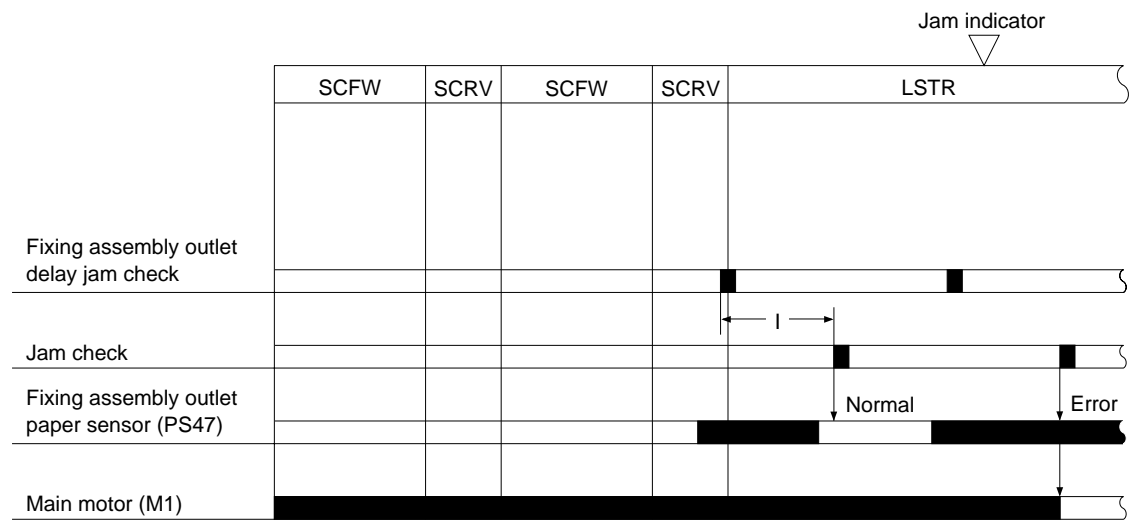 Jam indicator
SCFW SCRV SCFW SCRV LSTR
Fixing assembly outlet
delay jam check
I
Jam check
Fixing assembly outlet
paper sensor (PS47)
Normal
Error
Main motor (M1)